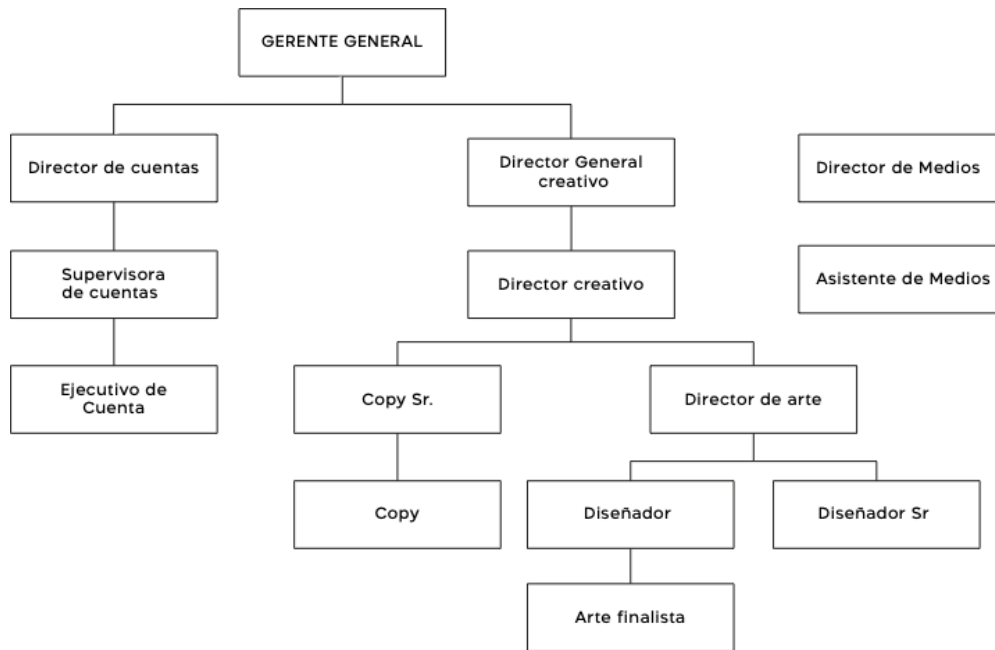 GERENTE GENERAL
Director de cuentas
Director General
creativo
Director de Medios
Supervisora
de cuentas
Director creativo
Asistente de Medios
Ejecutivo de
Cuenta
Copy Sr.
Director de arte
Copy
Diseñador
Diseñador Sr
Arte finalista